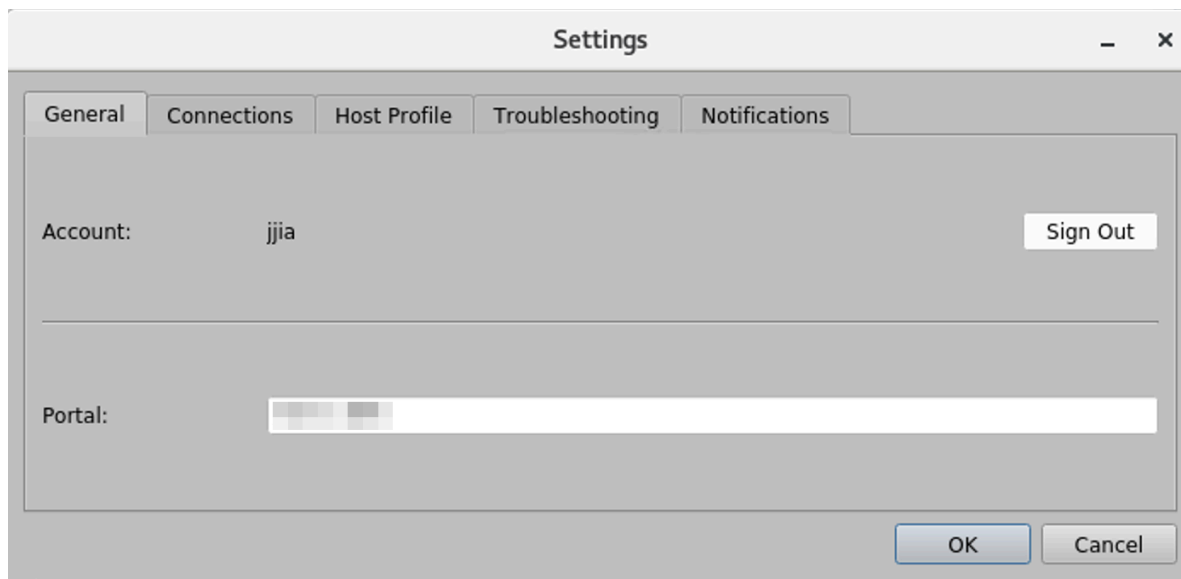 Settings
General Connections Host Profile Troubleshooting Notifications
Account: jjia Sign Out
Portal:
OK Cancel